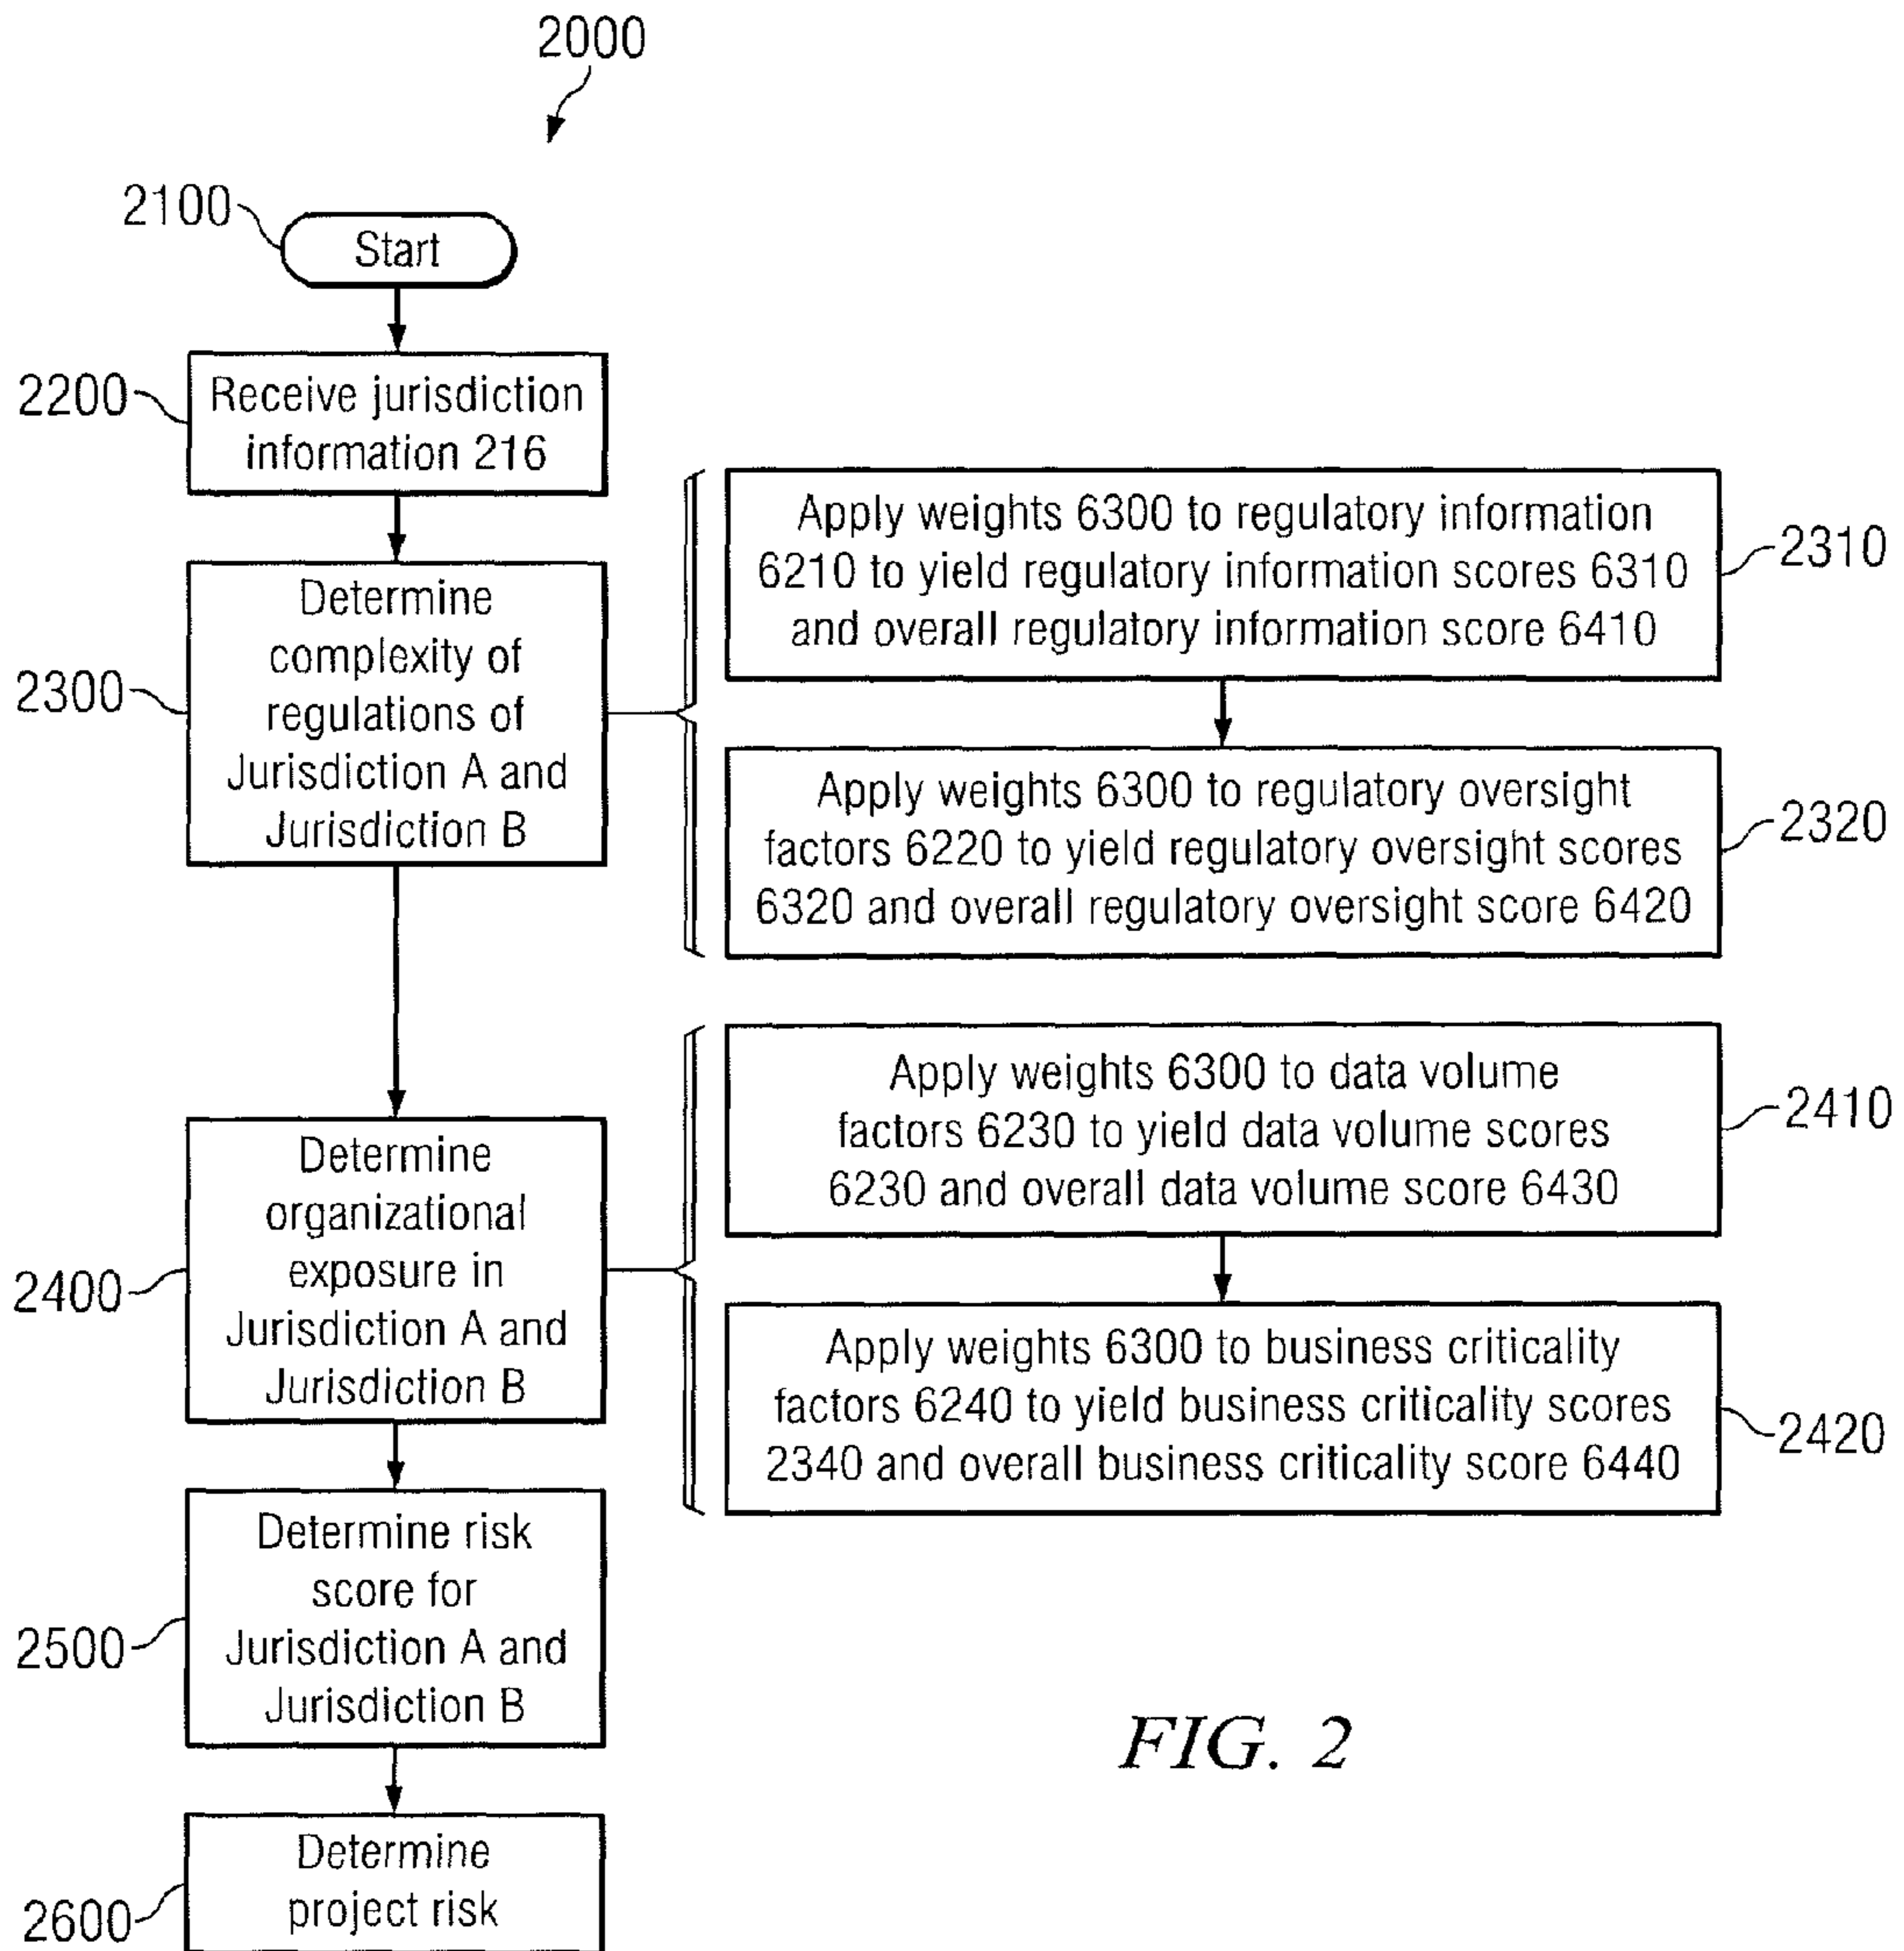 2000
2100
Start
2200
Receive jurisdiction
information 216
2300
Determine
complexity of
regulations of
Jurisdiction A and
Jurisdiction B
Apply weights 6300 to regulatory information
6210 to yield regulatory information scores 6310
and overall regulatory information score 6410
2310
Apply weights 6300 to regulatory oversight
factors 6220 to yield regulatory oversight scores
6320 and overall regulatory oversight score 6420
2320
2400
Determine
organizational
exposure in
Jurisdiction A and
Jurisdiction B
Apply weights 6300 to data volume
factors 6230 to yield data volume scores
6230 and overall data volume score 6430
2410
Apply weights 6300 to business criticality
factors 6240 to yield business criticality scores
2340 and overall business criticality score 6440
2420
2500
Determine risk
score for
Jurisdiction A and
Jurisdiction B
2600
Determine
project risk
FIG. 2